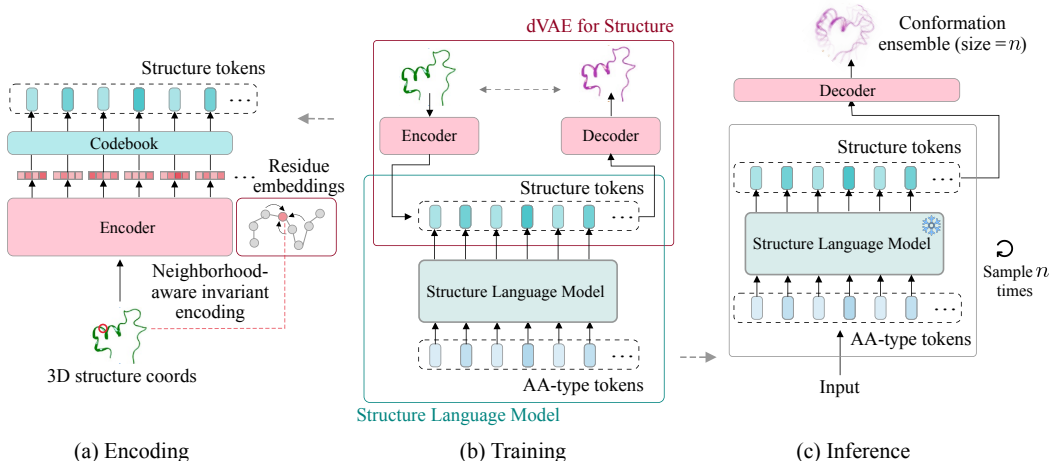 Structure tokens
...
Codebook
Residue
embeddings
Encoder
Neighborhood-
aware invariant
encoding
3D structure coords
(a) Encoding
dVAE for Structure
Encoder
Decoder
Structure tokens
...
Structure Language Model
...
AA-type tokens
Structure Language Model
(b) Training
Conformation
ensemble (size = n)
Decoder
Structure tokens
...
Structure Language Model
Sample n
times
...
AA-type tokens
Input
(c) Inference